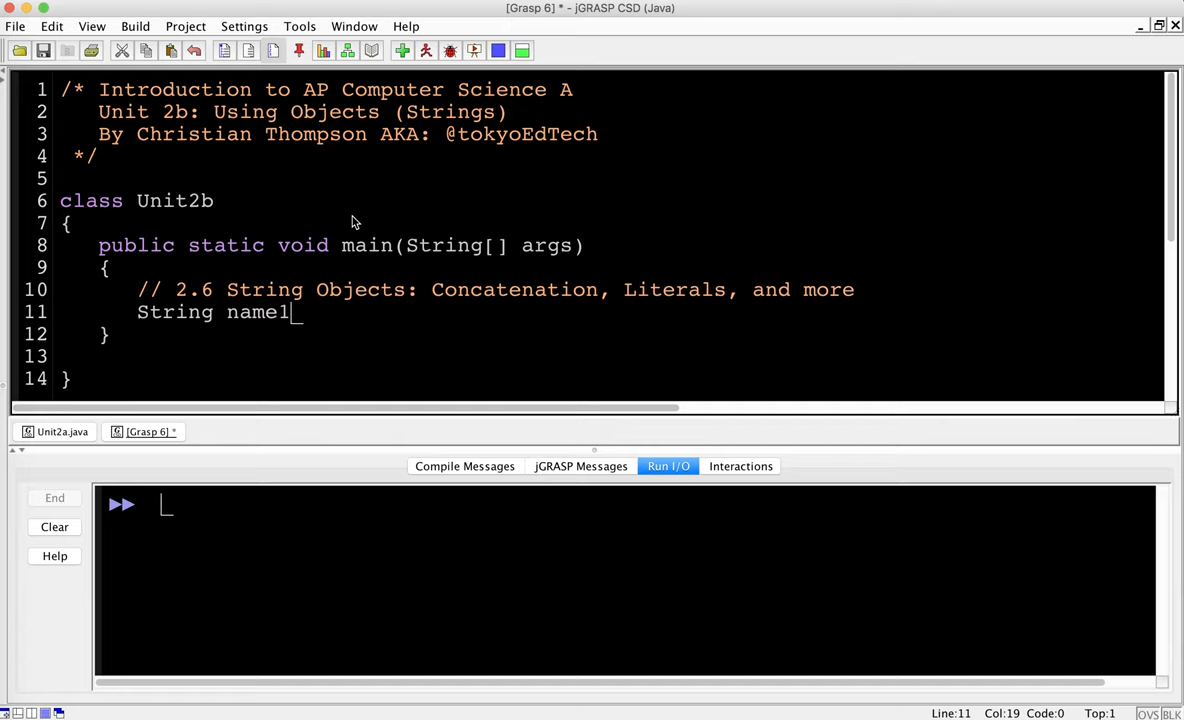 [Grasp 6] * - jGRASP CSD (Java)
File Edit View Build Project Settings Tools Window Help
1 /* Introduction to AP Computer Science A
2 Unit 2b: Using Objects (Strings)
3 By Christian Thompson AKA: @tokyoEdTech
4 */
5
6 class Unit2b
7 {
8 public static void main(String[] args)
9 {
10 // 2.6 String Objects: Concatenation, Literals, and more
11 String name1
12 }
13
14 }
Unit2a.java [Grasp 6] *
Compile Messages jGRASP Messages Run I/O Interactions
End
Clear
Help
Line:11 Col:19 Code:0 Top:1 OVS BLK